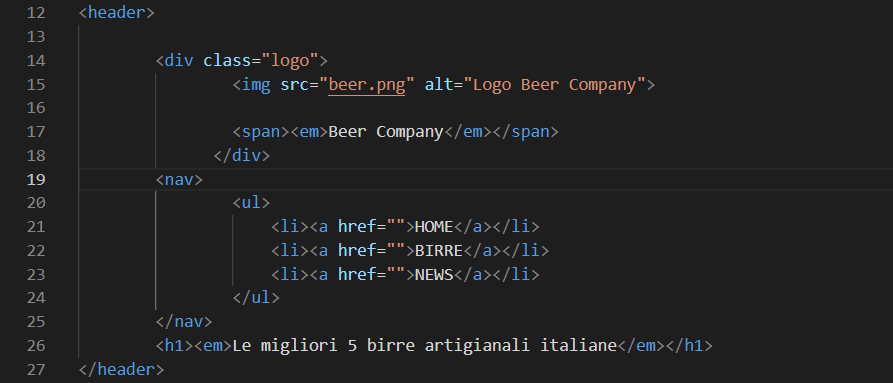 12 <header>
13
14 <div class="logo">
15 <img src="beer.png" alt="Logo Beer Company">
16
17 <span><em>Beer Company</em></span>
18 </div>
19 <nav>
20 <ul>
21 <li><a href="">HOME</a></li>
22 <li><a href="">BIRRE</a></li>
23 <li><a href="">NEWS</a></li>
24 </ul>
25 </nav>
26 <h1><em>Le migliori 5 birre artigianali italiane</em></h1>
27 </header>